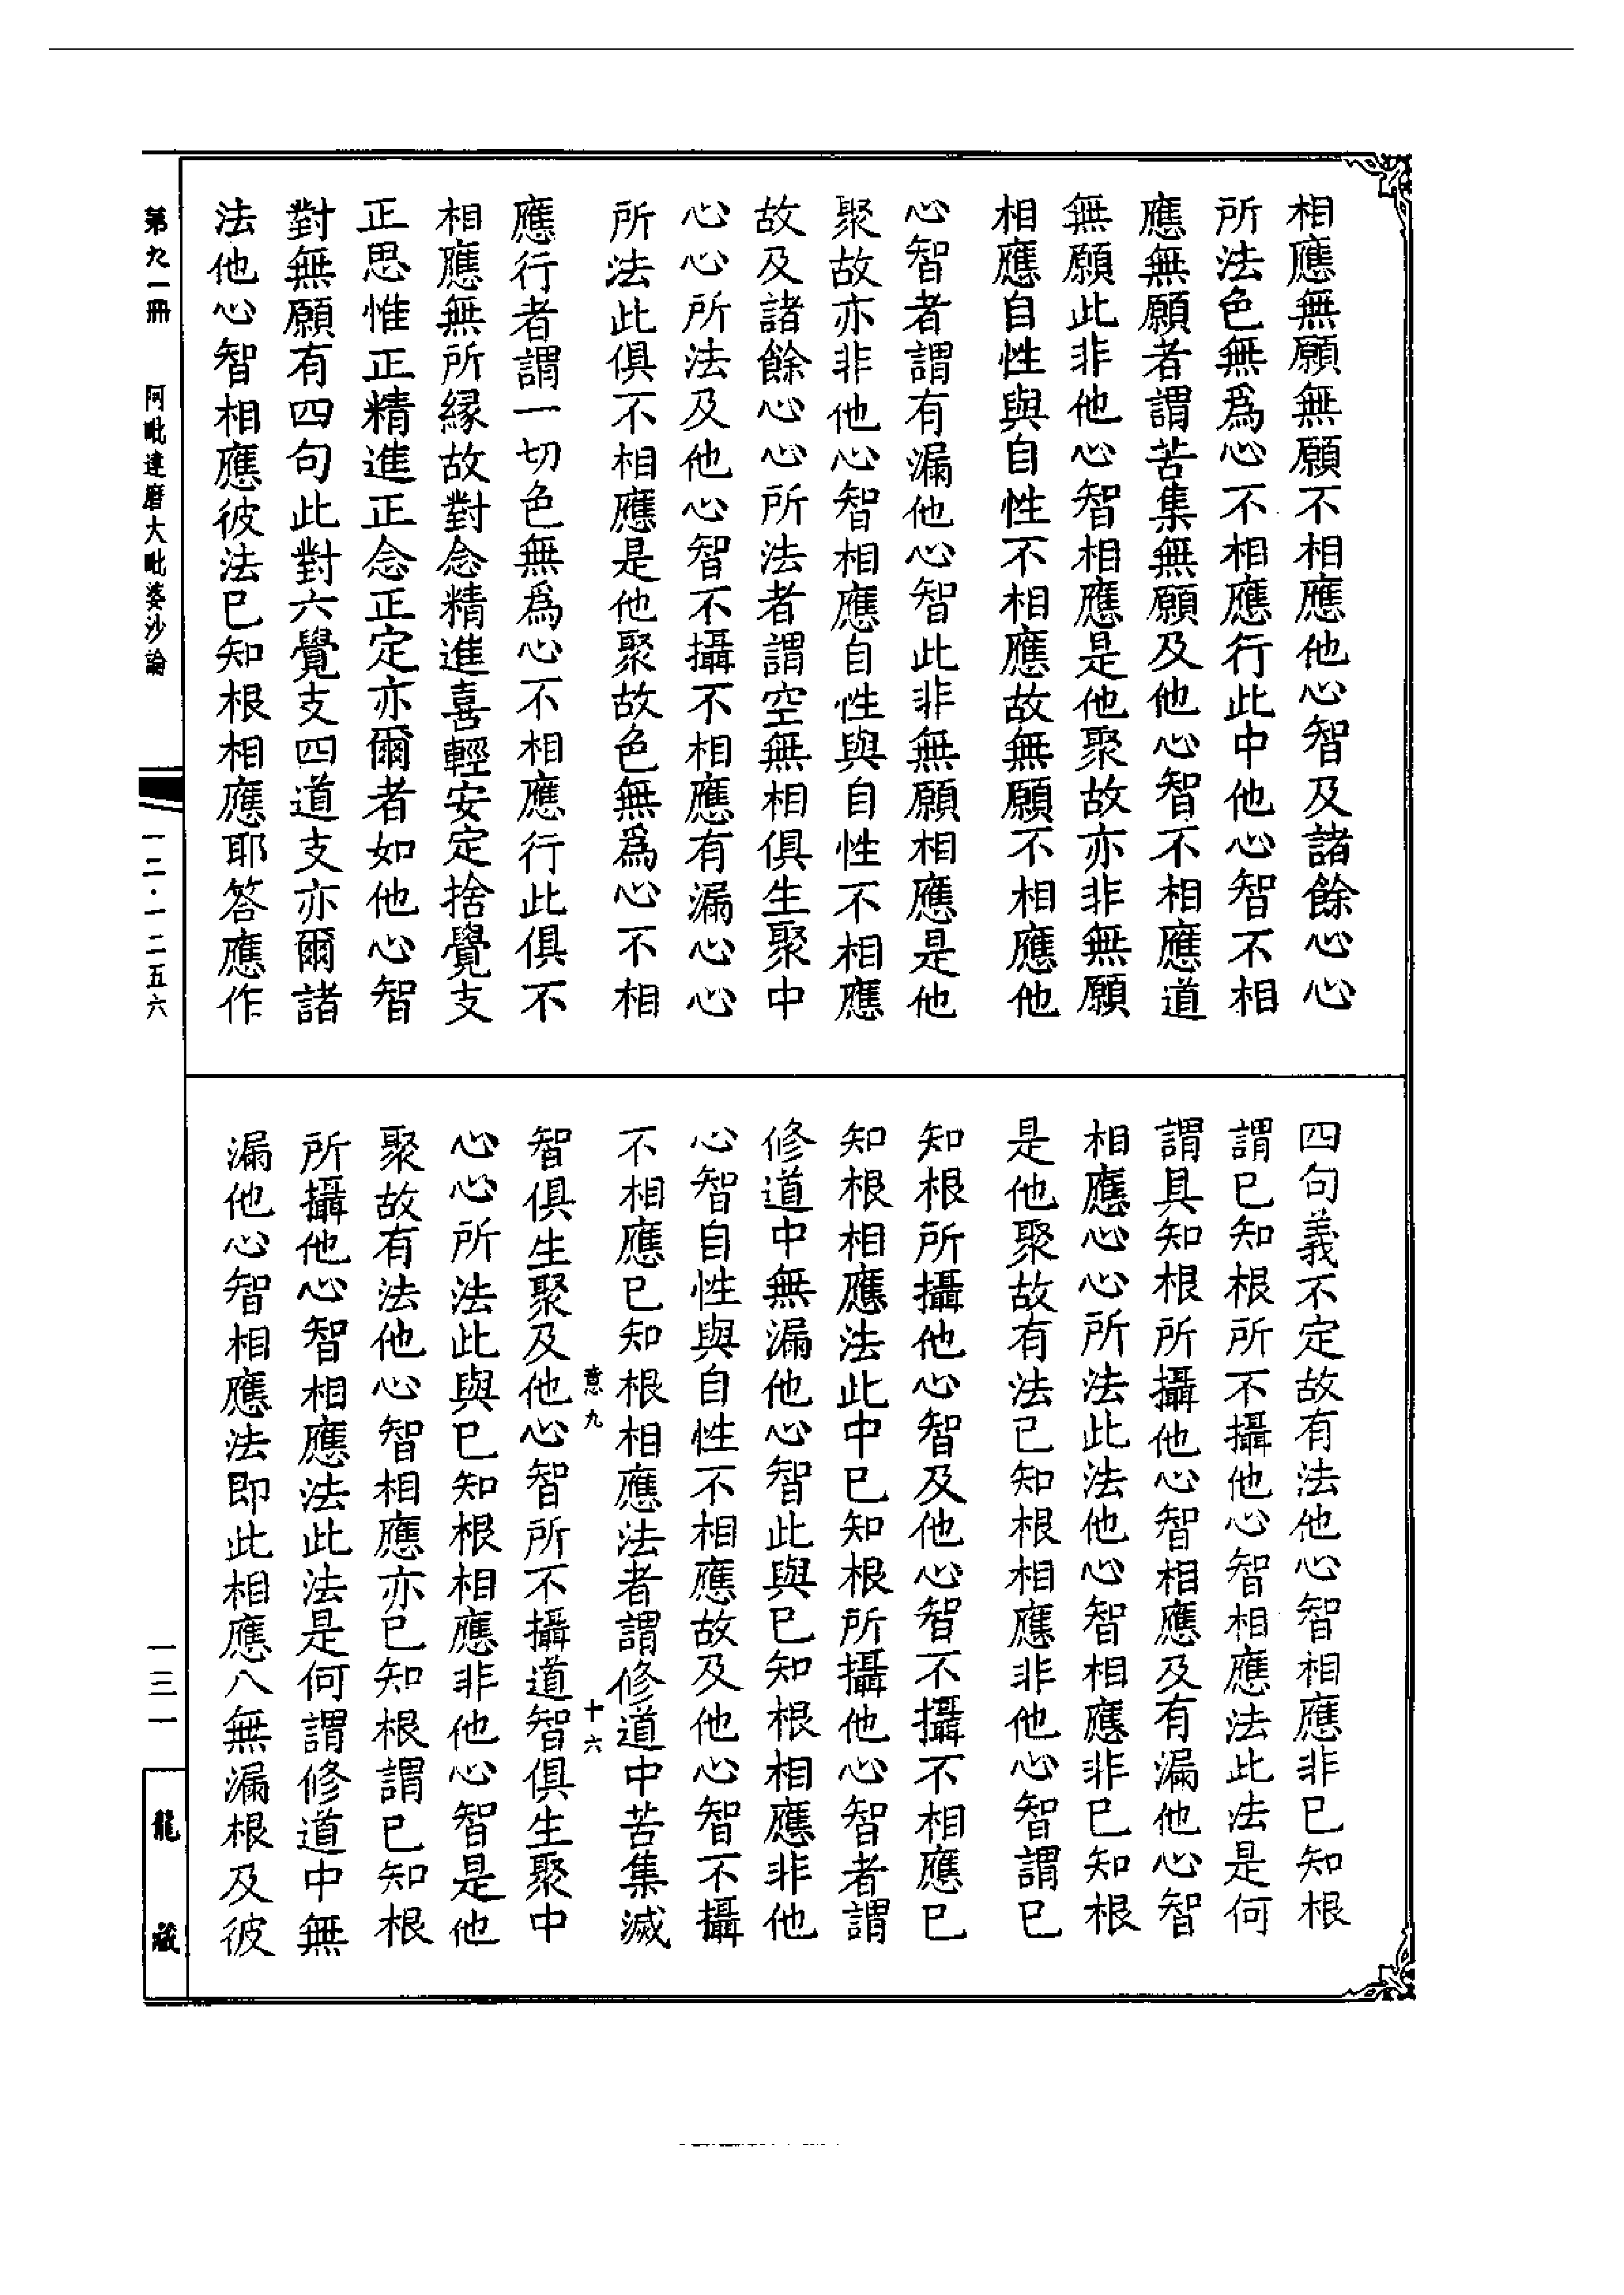 相應無願無願不相應他心智及諸餘心心
所法色無爲心不相應行此中他心智不相
應無願者謂苦集無願及他心智不相應道
無願此非他心智相應是他聚故亦非無願
相應自性與自性不相應故無願不相應他
心智者謂有漏他心智此非無願相應是他
聚故亦非他心智相應自性與自性不相應
故及諸餘心心所法者謂空無相俱生聚中
心心所法及他心智不攝不相應有漏心心
所法此俱不相應是他聚故色無爲心不相
應行者謂一切色無爲心不相應行此俱不
相應無所緣故對念精進喜輕安定捨覺支
正思惟正精進正念正定亦爾者如他心智
對無願有四句此對六覺支四道支亦爾諸
法他心智相應彼法已知根相應耶答應作
四句義不定故有法他心智相應非已知根
謂已知根所不攝他心智相應法此法是何
謂具知根所攝他心智相應及有漏他心智
相應心心所法此法他心智相應非已知根
是他聚故有法已知根相應非他心智謂已
知根所攝他心智及他心智不攝不相應已
知根相應法此中已知根所攝他心智者謂
修道中無漏他心智此與已知根相應非他
心智自性與自性不相應故及他心智不攝
不相應已知根相應法者謂修道中苦集滅
意九 十六
智俱生聚及他心智所不攝道智俱生聚中
心心所法此與已知根相應非他心智是他
聚故有法他心智相應亦已知根謂已知根
所攝他心智相應法此法是何謂修道中無
漏他心智相應法即此相應八無漏根及彼
第九一冊 阿毗達磨大毗婆沙論
一二·一二五六
一三一
龍藏